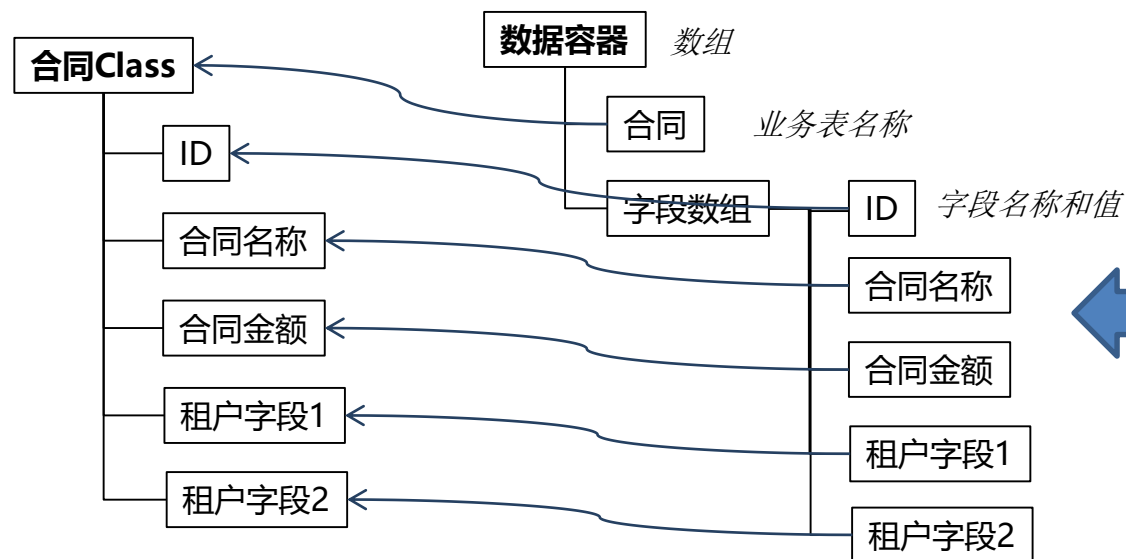 数据容器 数组
合同Class
合同 业务表名称
ID
字段数组 ID 字段名称和值
合同名称
合同名称
合同金额
合同金额
租户字段1
租户字段1
租户字段2
租户字段2